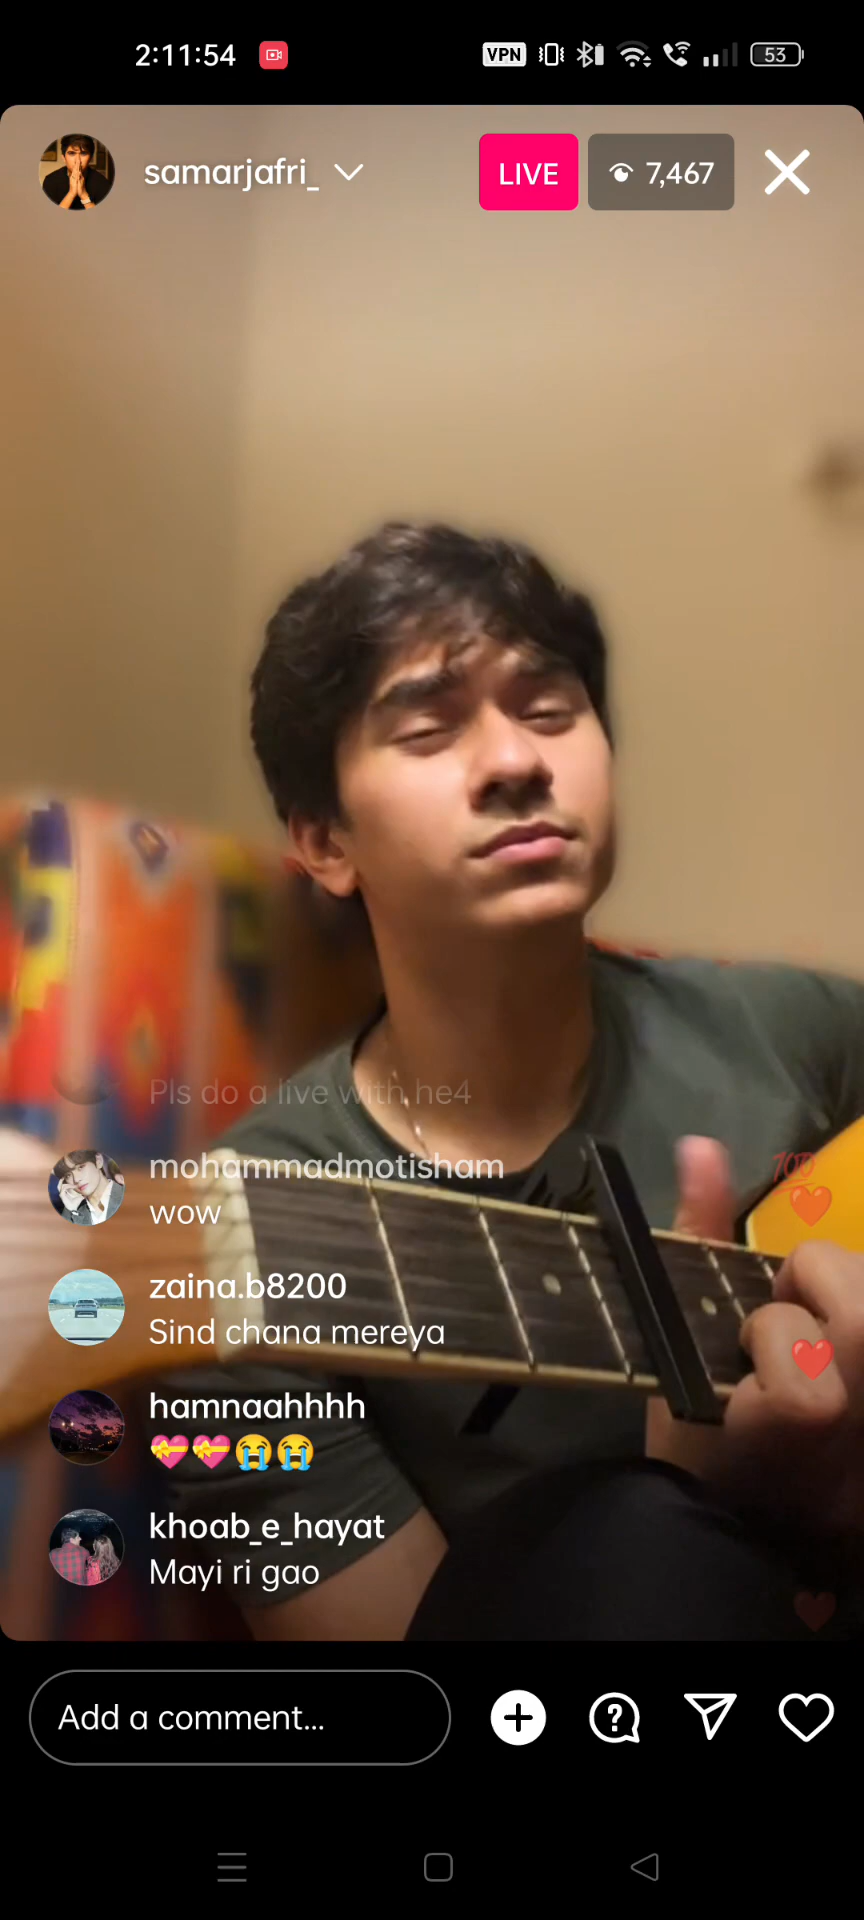 2:11:54
VPN
53
samarjafri_
LIVE
7,467
Pls do a live with he4
100
mohammadmotisham
wow
zaina.b8200
Sind chana mereya
hamnaahhhh
💝💝😭😭
khoab_e_hayat
Mayi ri gao
Add a comment...